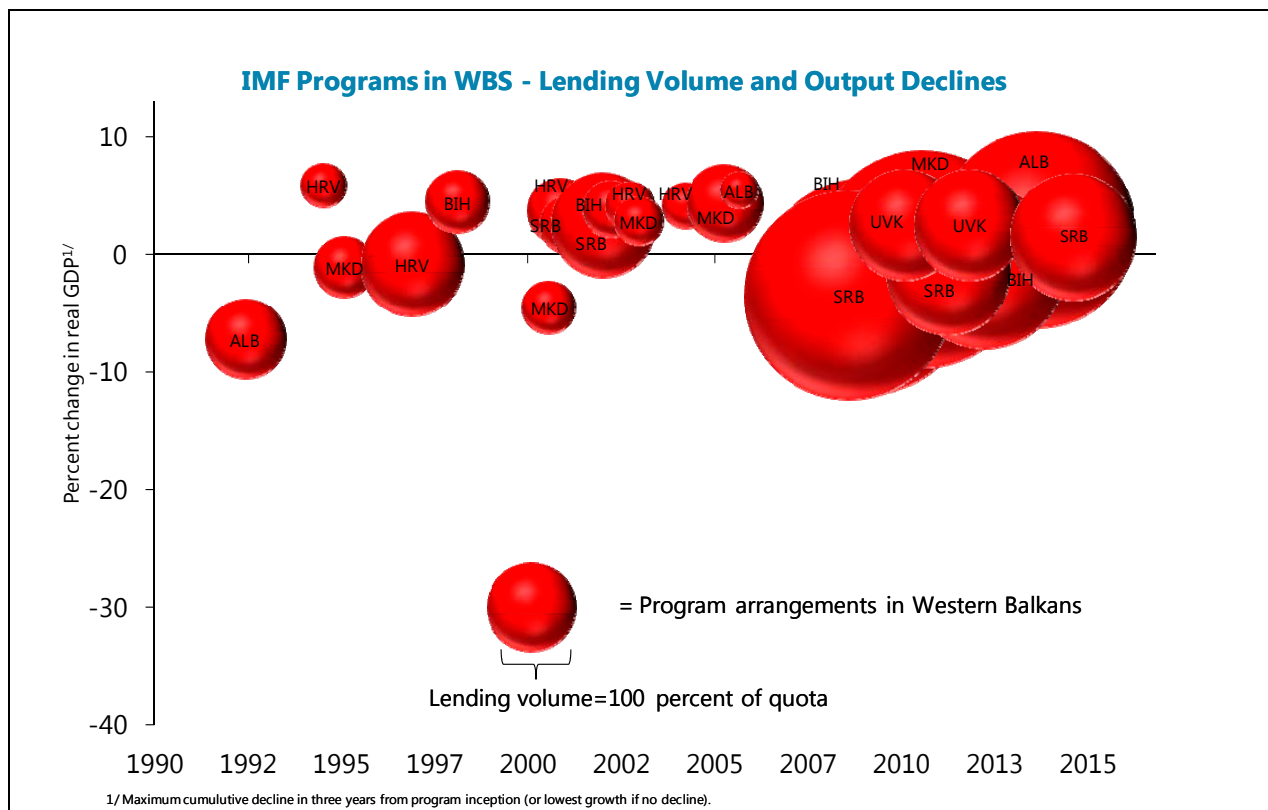 IMF Programs in WBS - Lending Volume and Output Declines
Percent change in real GDP1/
10
0
-10
-20
-30
-40
HRV
MKD
HRV
BIH
ALB
HRV
SRB
BIH
SRB
HRV
MKD
MKD
HRV
MKD
ALB
BIH
MKD
ALB
UVK
UVK
SRB
SRB
SRB
BIH
= Program arrangements in Western Balkans
Lending volume=100 percent of quota
1990 1992 1995 1997 2000 2002 2005 2007 2010 2013 2015
1/ Maximum cumulutive decline in three years from program inception (or lowest growth if no decline).